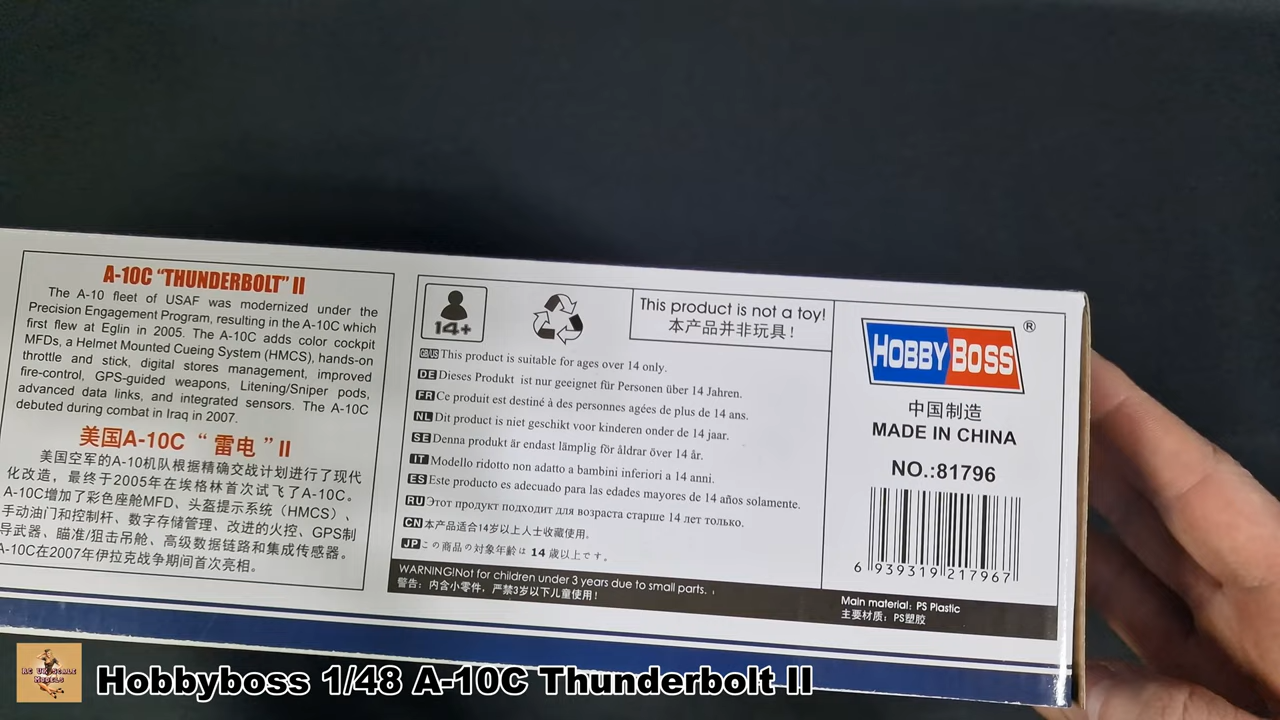 A-10C “THUNDERBOLT” II
The A-10 fleet of USAF was modernized under the
Precision Engagement Program, resulting in the A-10C which
first flew at Eglin in 2005. The A-10C adds color cockpit
MFDs, a Helmet Mounted Cueing System (HMCS), hands-on
throttle and stick, digital stores management, improved
fire-control, GPS-guided weapons, Litening/Sniper pods,
advanced data links, and integrated sensors. The A-10C
debuted during combat in Iraq in 2007.
美国A-10C“雷电”II
美国空军的A-10机队根据精确交战计划进行了现代
化改造，最终于2005年在埃格林首次试飞了A-10C。
A-10C增加了彩色座舱MFD、头盔提示系统（HMCS）、
手动油门和控制杆、数字存储管理、改进的火控、GPS制
导武器、瞄准/狙击吊舱、高级数据链路和集成传感器。
A-10C在2007年伊拉克战争期间首次亮相。
14+
This product is not a toy!
本产品并非玩具！
GB/US This product is suitable for ages over 14 only.
DE Dieses Produkt ist nur geeignet für Personen über 14 Jahren.
FR Ce produit est destiné à des personnes agées de plus de 14 ans.
NL Dit product is niet geschikt voor kinderen onder de 14 jaar.
SE Denna produkt är endast lämplig för åldrar över 14 år.
IT Modello ridotto non adatto a bambini inferiori a 14 anni.
ES Este producto es adecuado para las edades mayores de 14 años solamente.
RU Этот продукт подходит для возраста старше 14 лет только.
CN 本产品适合14岁以上人士收藏使用.
JP この商品の対象年齢は 14 歳以上です。
WARNING!Not for children under 3 years due to small parts.
警告：内含小零件，严禁3岁以下儿童使用！
HOBBY BOSS ®
中国制造
MADE IN CHINA
NO.:81796
6 939319 217967
Main material: PS Plastic
主要材质：PS塑胶
RC UK/SCALE
MODELS
Hobbyboss 1/48 A-10C Thunderbolt II